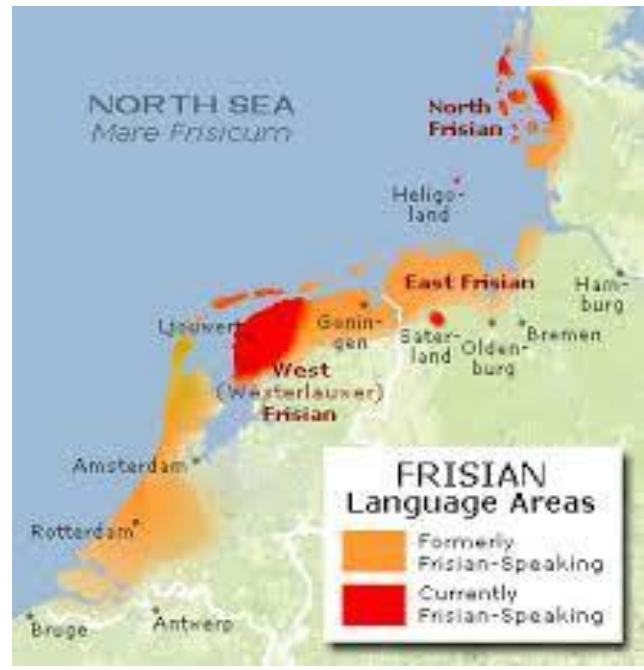 NORTH SEA
Mare Frisicum
North
Frisian
Heligo-
land
East Frisian
Ham-
burg
Ljouwert
Gonin-
gen
Sater-
land
Olden-
burg
Bremen
West
(Westerlauwer)
Frisian
Amsterdam
Rotterdam
Bruge
Antwerp
FRISIAN
Language Areas
Formerly
Frisian-Speaking
Currently
Frisian-Speaking